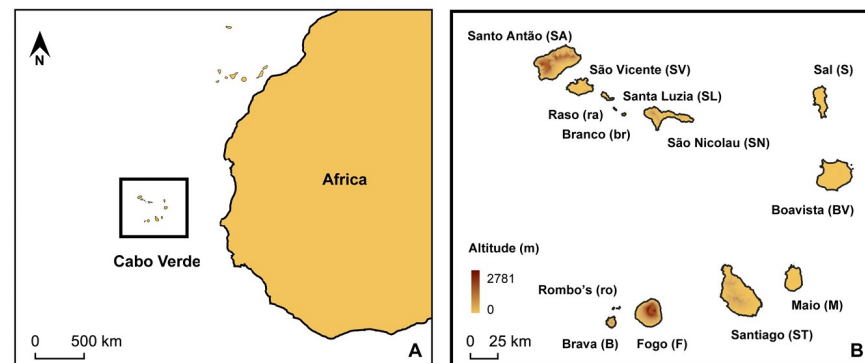 N
Africa
Cabo Verde
0 500 km
A
Santo Antão (SA)
São Vicente (SV)
Santa Luzia (SL)
Raso (ra)
Branco (br)
São Nicolau (SN)
Sal (S)
Boavista (BV)
Altitude (m)
2781
0
Rombo's (ro)
Brava (B)
Fogo (F)
Santiago (ST)
Maio (M)
0 25 km
B